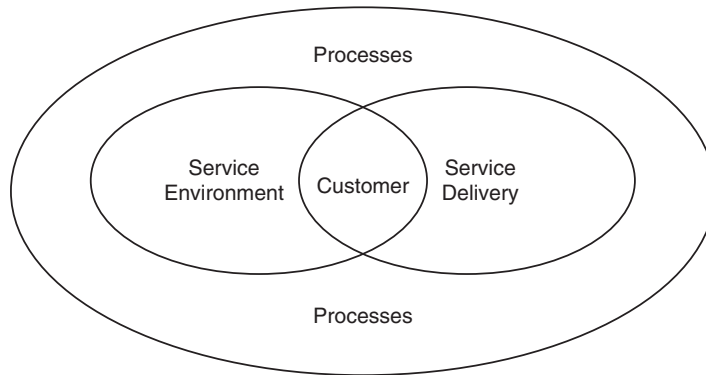 Processes
Service
Environment
Customer
Service
Delivery
Processes